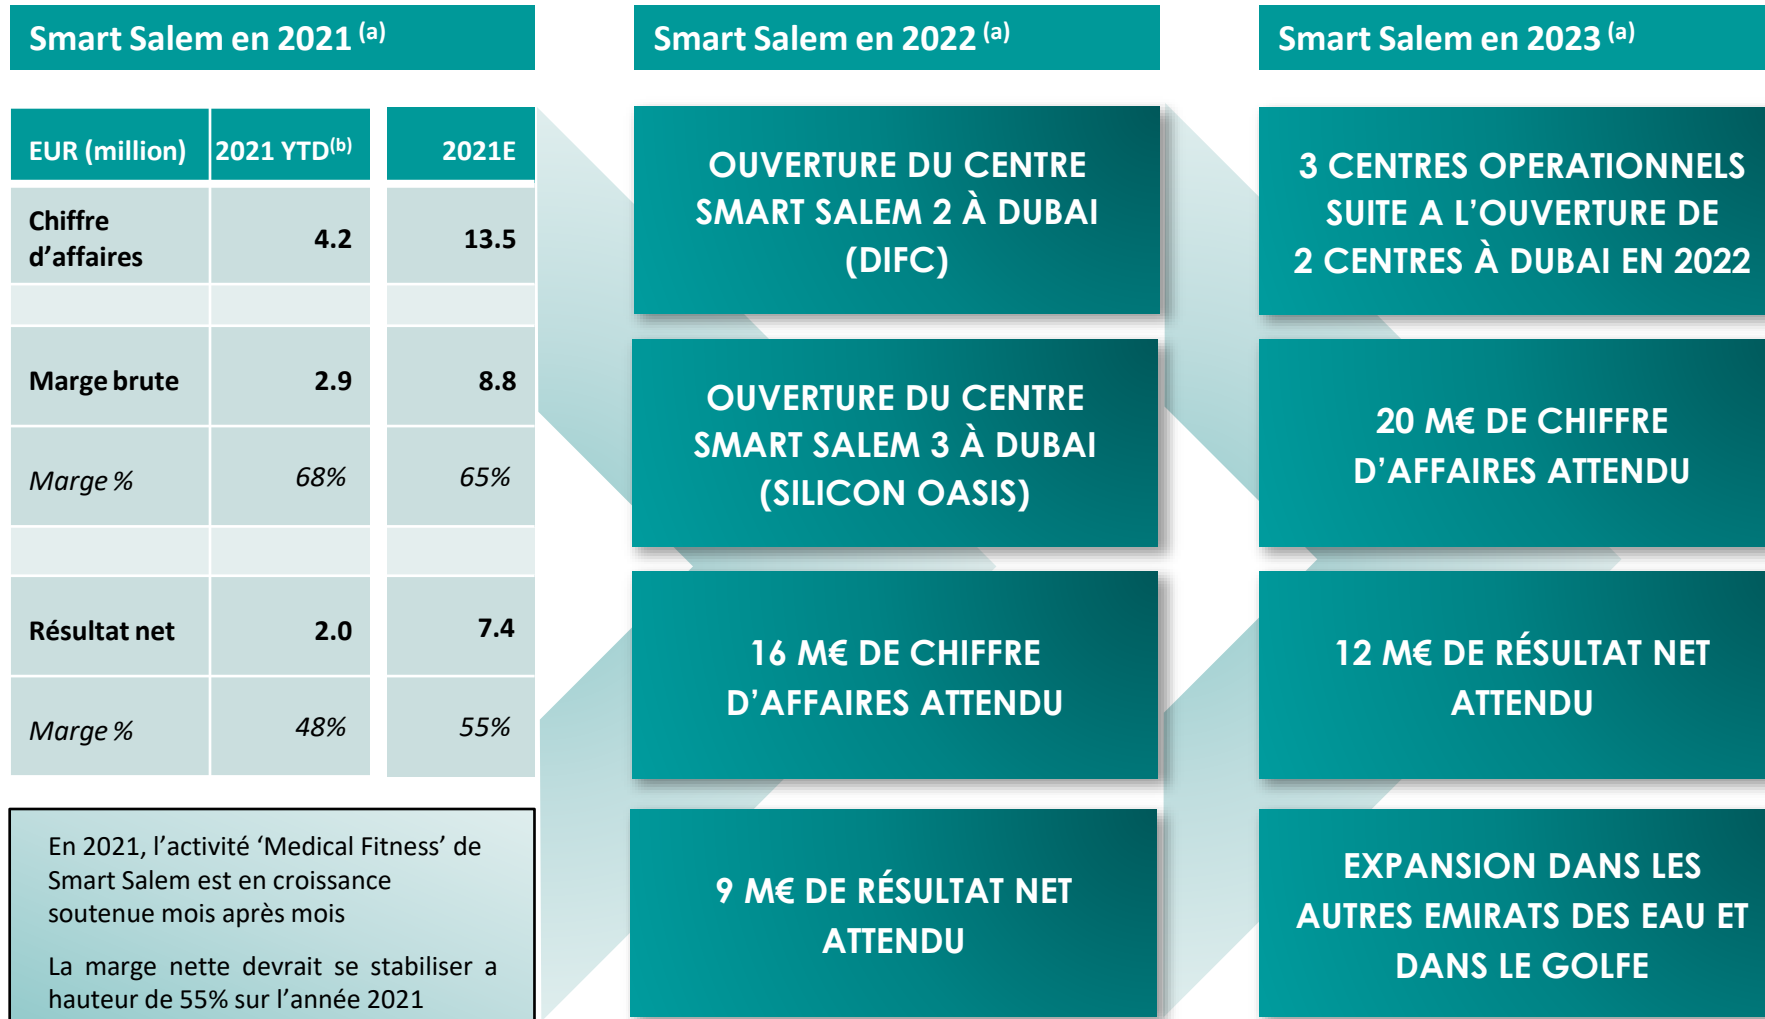 Smart Salem en 2021 (a)
EUR (million) 2021 YTD(b) 2021E
Chiffre
d’affaires 4.2 13.5
Marge brute 2.9 8.8
Marge % 68% 65%
Résultat net 2.0 7.4
Marge % 48% 55%
En 2021, l’activité ‘Medical Fitness’ de
Smart Salem est en croissance
soutenue mois après mois
La marge nette devrait se stabiliser a
hauteur de 55% sur l’année 2021
Smart Salem en 2022 (a)
OUVERTURE DU CENTRE
SMART SALEM 2 À DUBAI
(DIFC)
OUVERTURE DU CENTRE
SMART SALEM 3 À DUBAI
(SILICON OASIS)
16 M€ DE CHIFFRE
D’AFFAIRES ATTENDU
9 M€ DE RÉSULTAT NET
ATTENDU
Smart Salem en 2023 (a)
3 CENTRES OPERATIONNELS
SUITE A L’OUVERTURE DE
2 CENTRES À DUBAI EN 2022
20 M€ DE CHIFFRE
D’AFFAIRES ATTENDU
12 M€ DE RÉSULTAT NET
ATTENDU
EXPANSION DANS LES
AUTRES EMIRATS DES EAU ET
DANS LE GOLFE